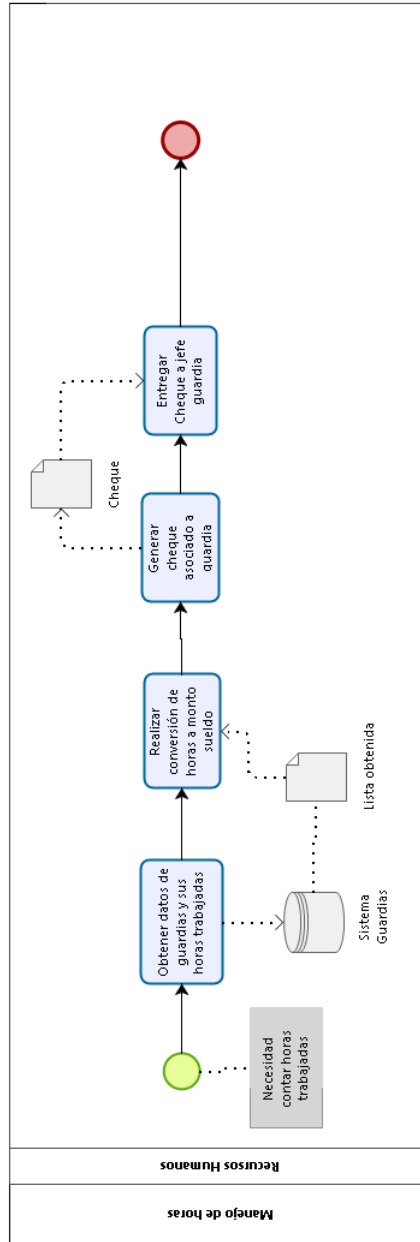 Manejo de horas
Recursos Humanos
Necesidad
contar horas
trabajadas
Obtener datos de
guardias y sus
horas trabajadas
Sistema
Guardias
Lista obtenida
Realizar
conversión de
horas a monto
sueldo
Generar
cheque
asociado a
guardia
Cheque
Entregar
Cheque a jefe
guardia